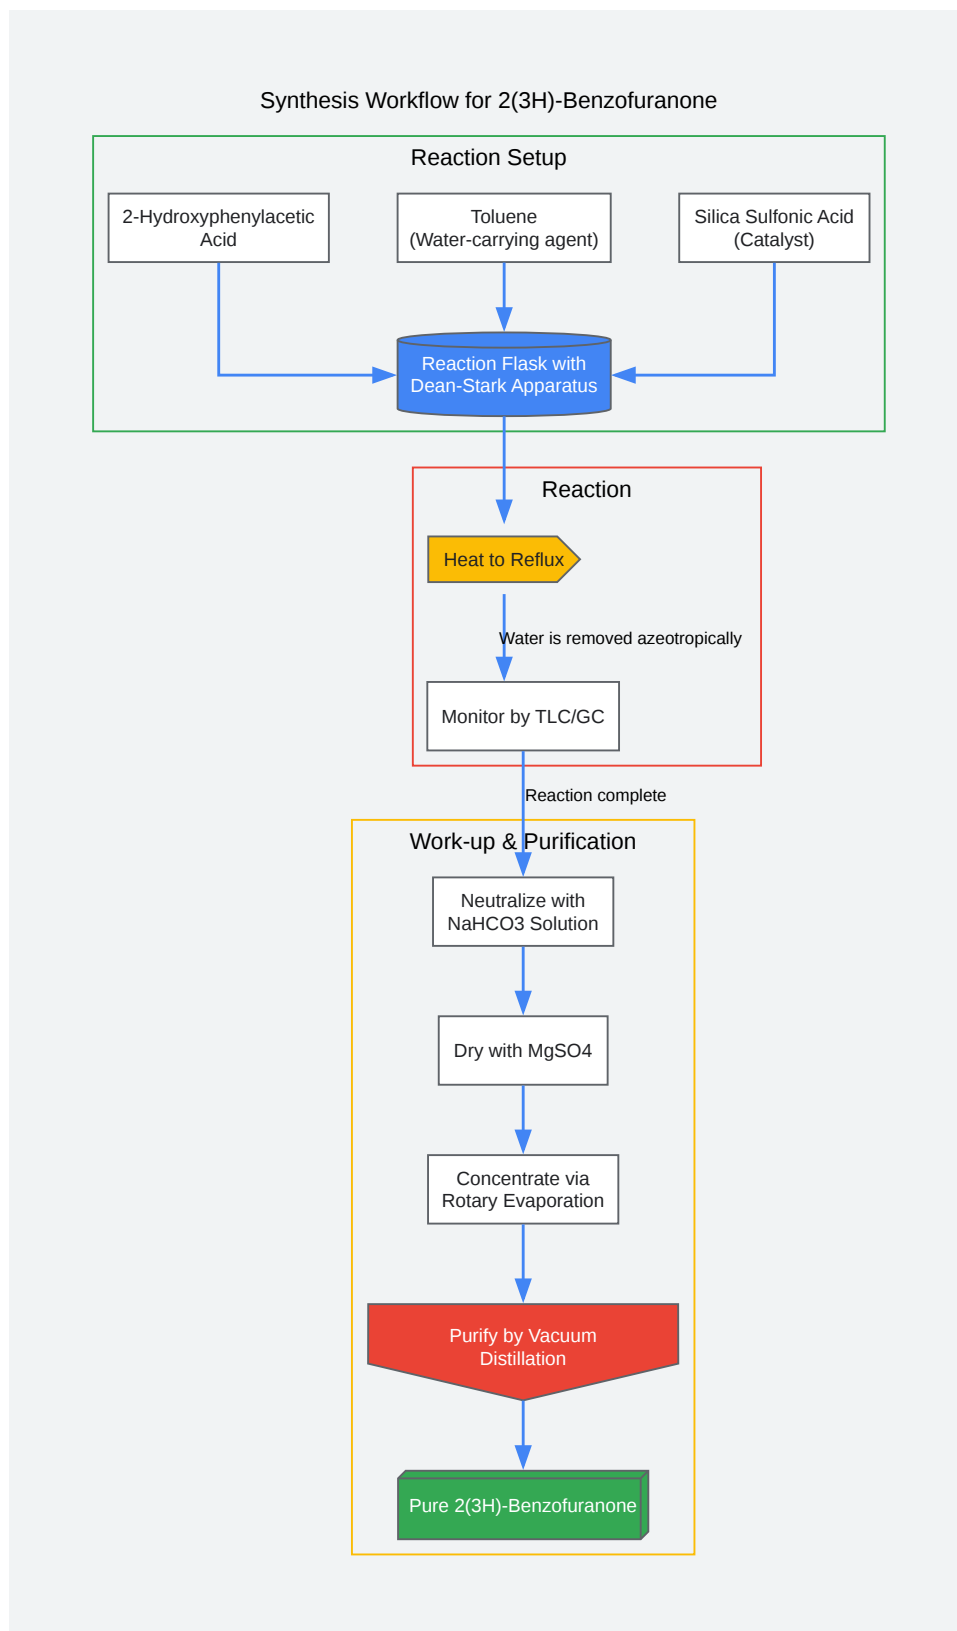 Synthesis Workflow for 2(3H)-Benzofuranone
Reaction Setup
2-Hydroxyphenylacetic
Acid
Toluene
(Water-carrying agent)
Silica Sulfonic Acid
(Catalyst)
Reaction Flask with
Dean-Stark Apparatus
Reaction
Heat to Reflux
Water is removed azeotropically
Monitor by TLC/GC
Reaction complete
Work-up & Purification
Neutralize with
NaHCO3 Solution
Dry with MgSO4
Concentrate via
Rotary Evaporation
Purify by Vacuum
Distillation
Pure 2(3H)-Benzofuranone